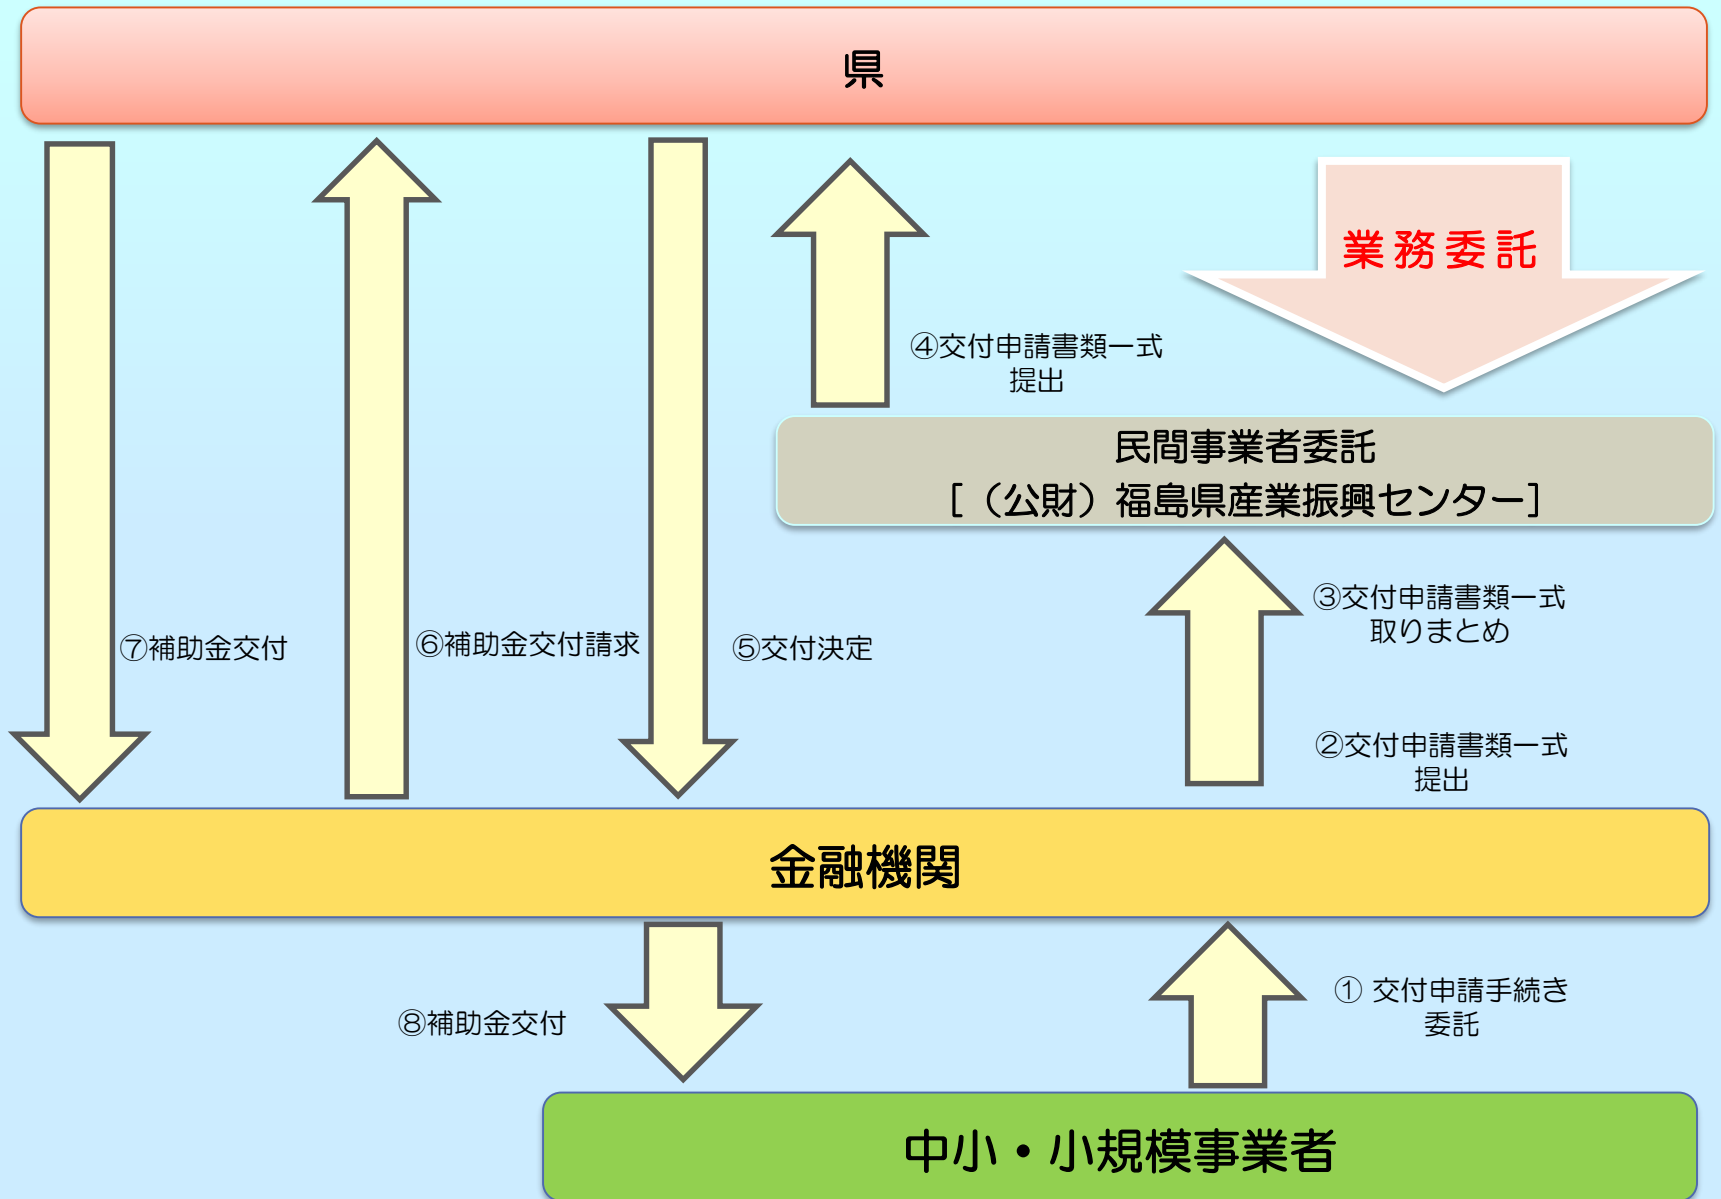 県
業務委託
④交付申請書類一式
提出
民間事業者委託
[（公財）福島県産業振興センター]
③交付申請書類一式
取りまとめ
⑦補助金交付
⑥補助金交付請求
⑤交付決定
②交付申請書類一式
提出
金融機関
⑧補助金交付
① 交付申請手続き
委託
中小・小規模事業者